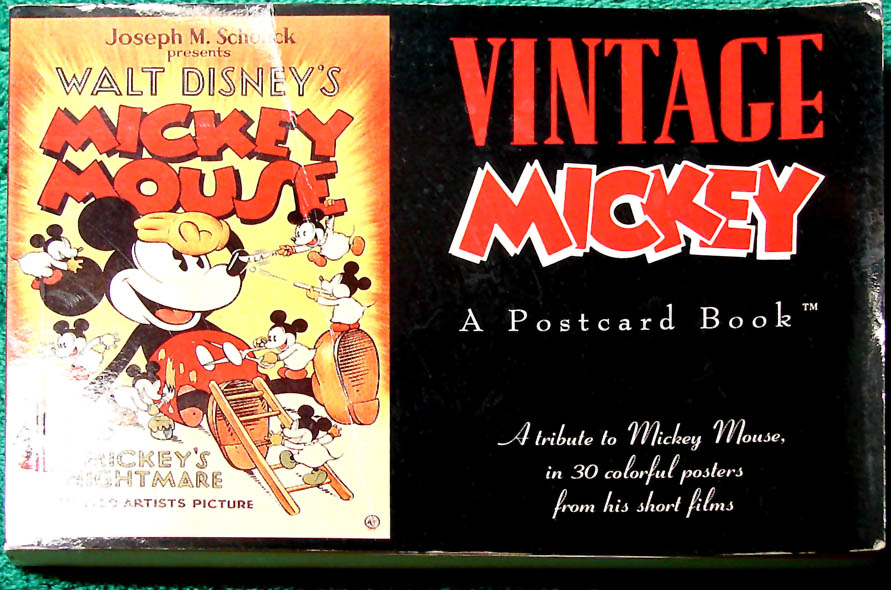 Joseph M.
presents
WALT DISNEY'S
MICKEY
MOUSE
MICKEY'S
NIGHTMARE
ARTISTS PICTURE
VINTAGE
MICKEY
A Postcard Book™
A tribute to Mickey Mouse,
in 30 colorful posters
from his short films